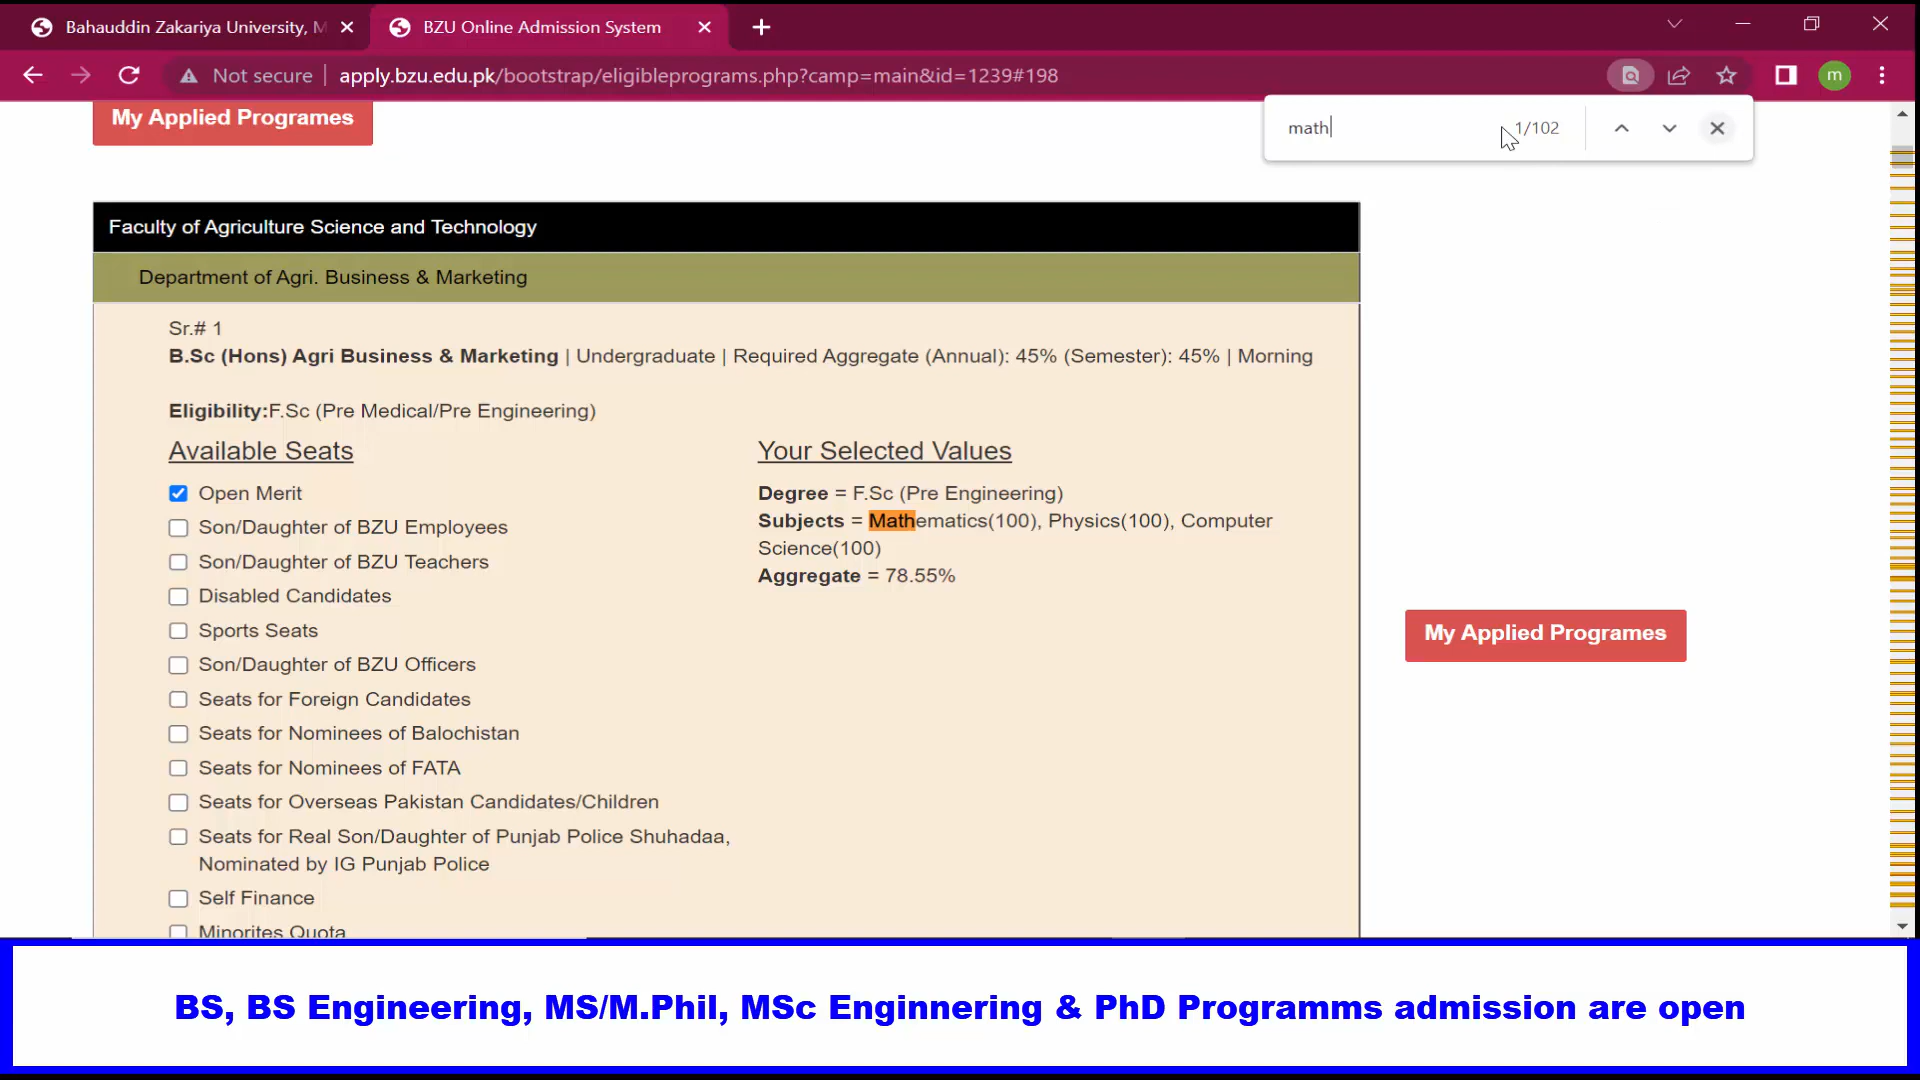 Bahauddin Zakariya University, M
BZU Online Admission System
Not secure
apply.bzu.edu.pk/bootstrap/eligibleprograms.php?camp=main&id=1239#198
m
My Applied Programes
math
1/102
Faculty of Agriculture Science and Technology
Department of Agri. Business & Marketing
Sr.# 1
B.Sc (Hons) Agri Business & Marketing | Undergraduate | Required Aggregate (Annual): 45% (Semester): 45% | Morning
Eligibility:F.Sc (Pre Medical/Pre Engineering)
Available Seats
Open Merit
Son/Daughter of BZU Employees
Son/Daughter of BZU Teachers
Disabled Candidates
Sports Seats
Son/Daughter of BZU Officers
Seats for Foreign Candidates
Seats for Nominees of Balochistan
Seats for Nominees of FATA
Seats for Overseas Pakistan Candidates/Children
Seats for Real Son/Daughter of Punjab Police Shuhadaa,
Nominated by IG Punjab Police
Self Finance
Minorites Quota
Your Selected Values
Degree = F.Sc (Pre Engineering)
Subjects = Mathematics(100), Physics(100), Computer
Science(100)
Aggregate = 78.55%
My Applied Programes
BS, BS Engineering, MS/M.Phil, MSc Enginnering & PhD Programms admission are open